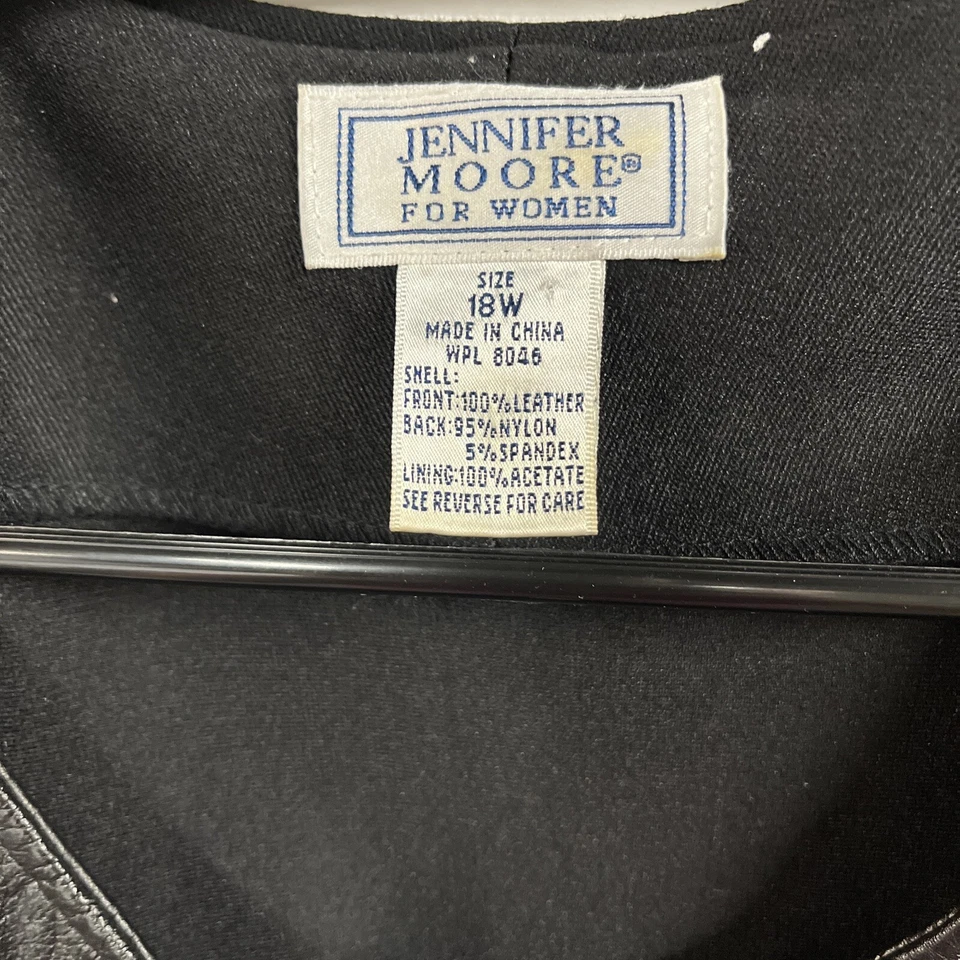 JENNIFER
MOORE®
FOR WOMEN
SIZE
18W
MADE IN CHINA
WPL 8046
SHELL:
FRONT:100%LEATHER
BACK:95%NYLON
5%SPANDEX
LINING:100%ACETATE
SEE REVERSE FOR CARE